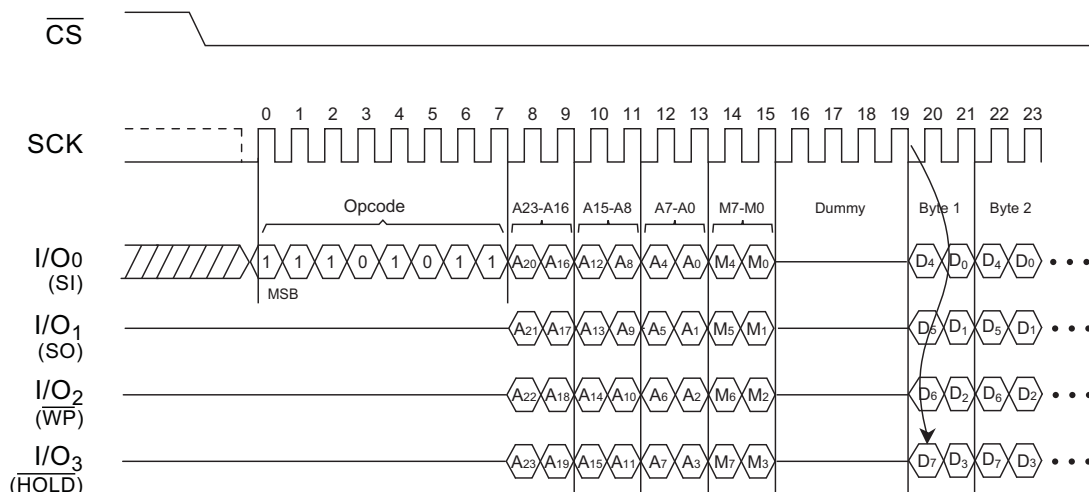 CS
SCK
0 1 2 3 4 5 6 7 8 9 10 11 12 13 14 15 16 17 18 19 20 21 22 23
Opcode A23-A16 A15-A8 A7-A0 M7-M0 Dummy Byte 1 Byte 2
I/O0 1 1 1 0 1 0 1 1 A20 A16 A12 A8 A4 A0 M4 M0 D4 D0 D4 D0 • • •
(SI)
MSB
I/O1 A21 A17 A13 A9 A5 A1 M5 M1 D5 D1 D5 D1 • • •
(SO)
I/O2 A22 A18 A14 A10 A6 A2 M6 M2 D6 D2 D6 D2 • • •
(WP)
I/O3 A23 A19 A15 A11 A7 A3 M7 M3 D7 D3 D7 D3 • • •
(HOLD)